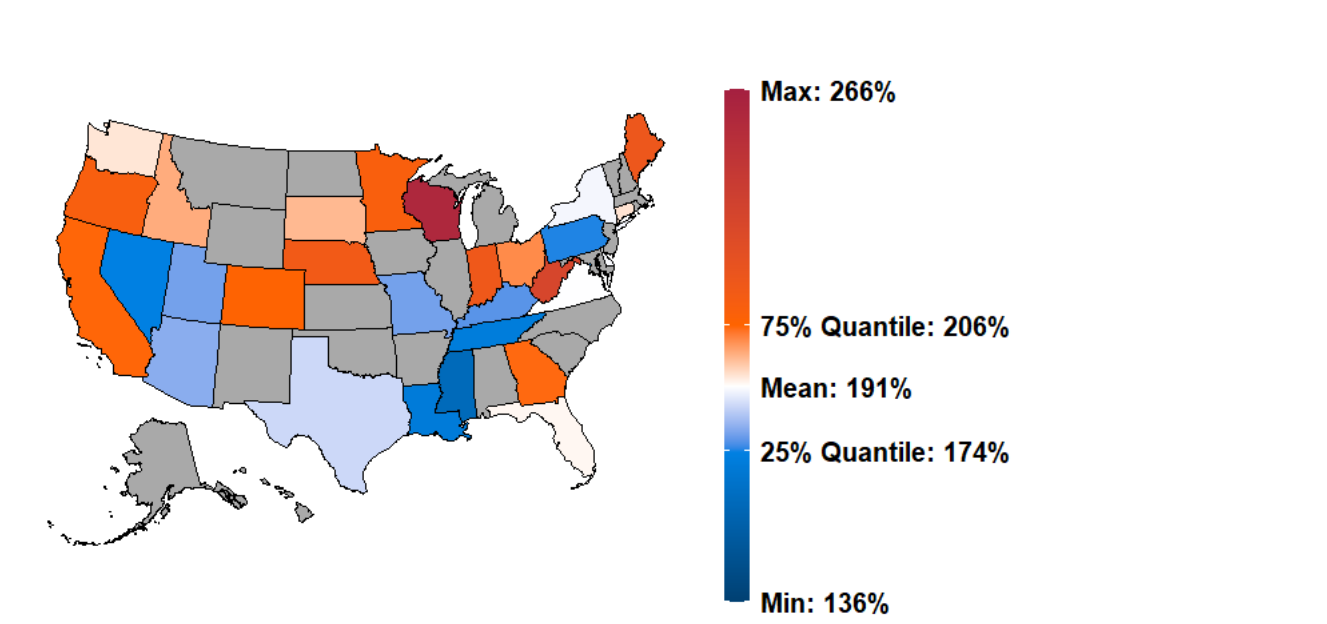 Max: 266%
75% Quantile: 206%
Mean: 191%
25% Quantile: 174%
Min: 136%